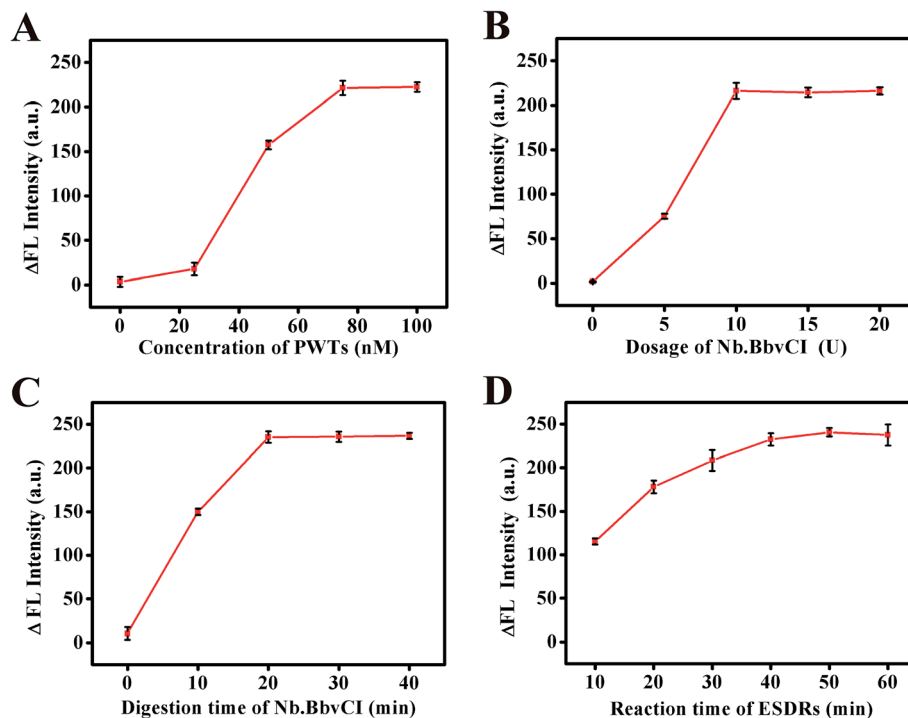 A
250
200
150
100
50
0
ΔFL Intensity (a.u.)
0 20 40 60 80 100
Concentration of PWTs (nM)
B
250
200
150
100
50
0
ΔFL Intensity (a.u.)
0 5 10 15 20
Dosage of Nb.BbvCI (U)
C
250
200
150
100
50
0
Δ FL Intensity (a.u.)
0 10 20 30 40
Digestion time of Nb.BbvCI (min)
D
250
200
150
100
50
0
ΔFL Intensity (a.u.)
10 20 30 40 50 60
Reaction time of ESDRs (min)